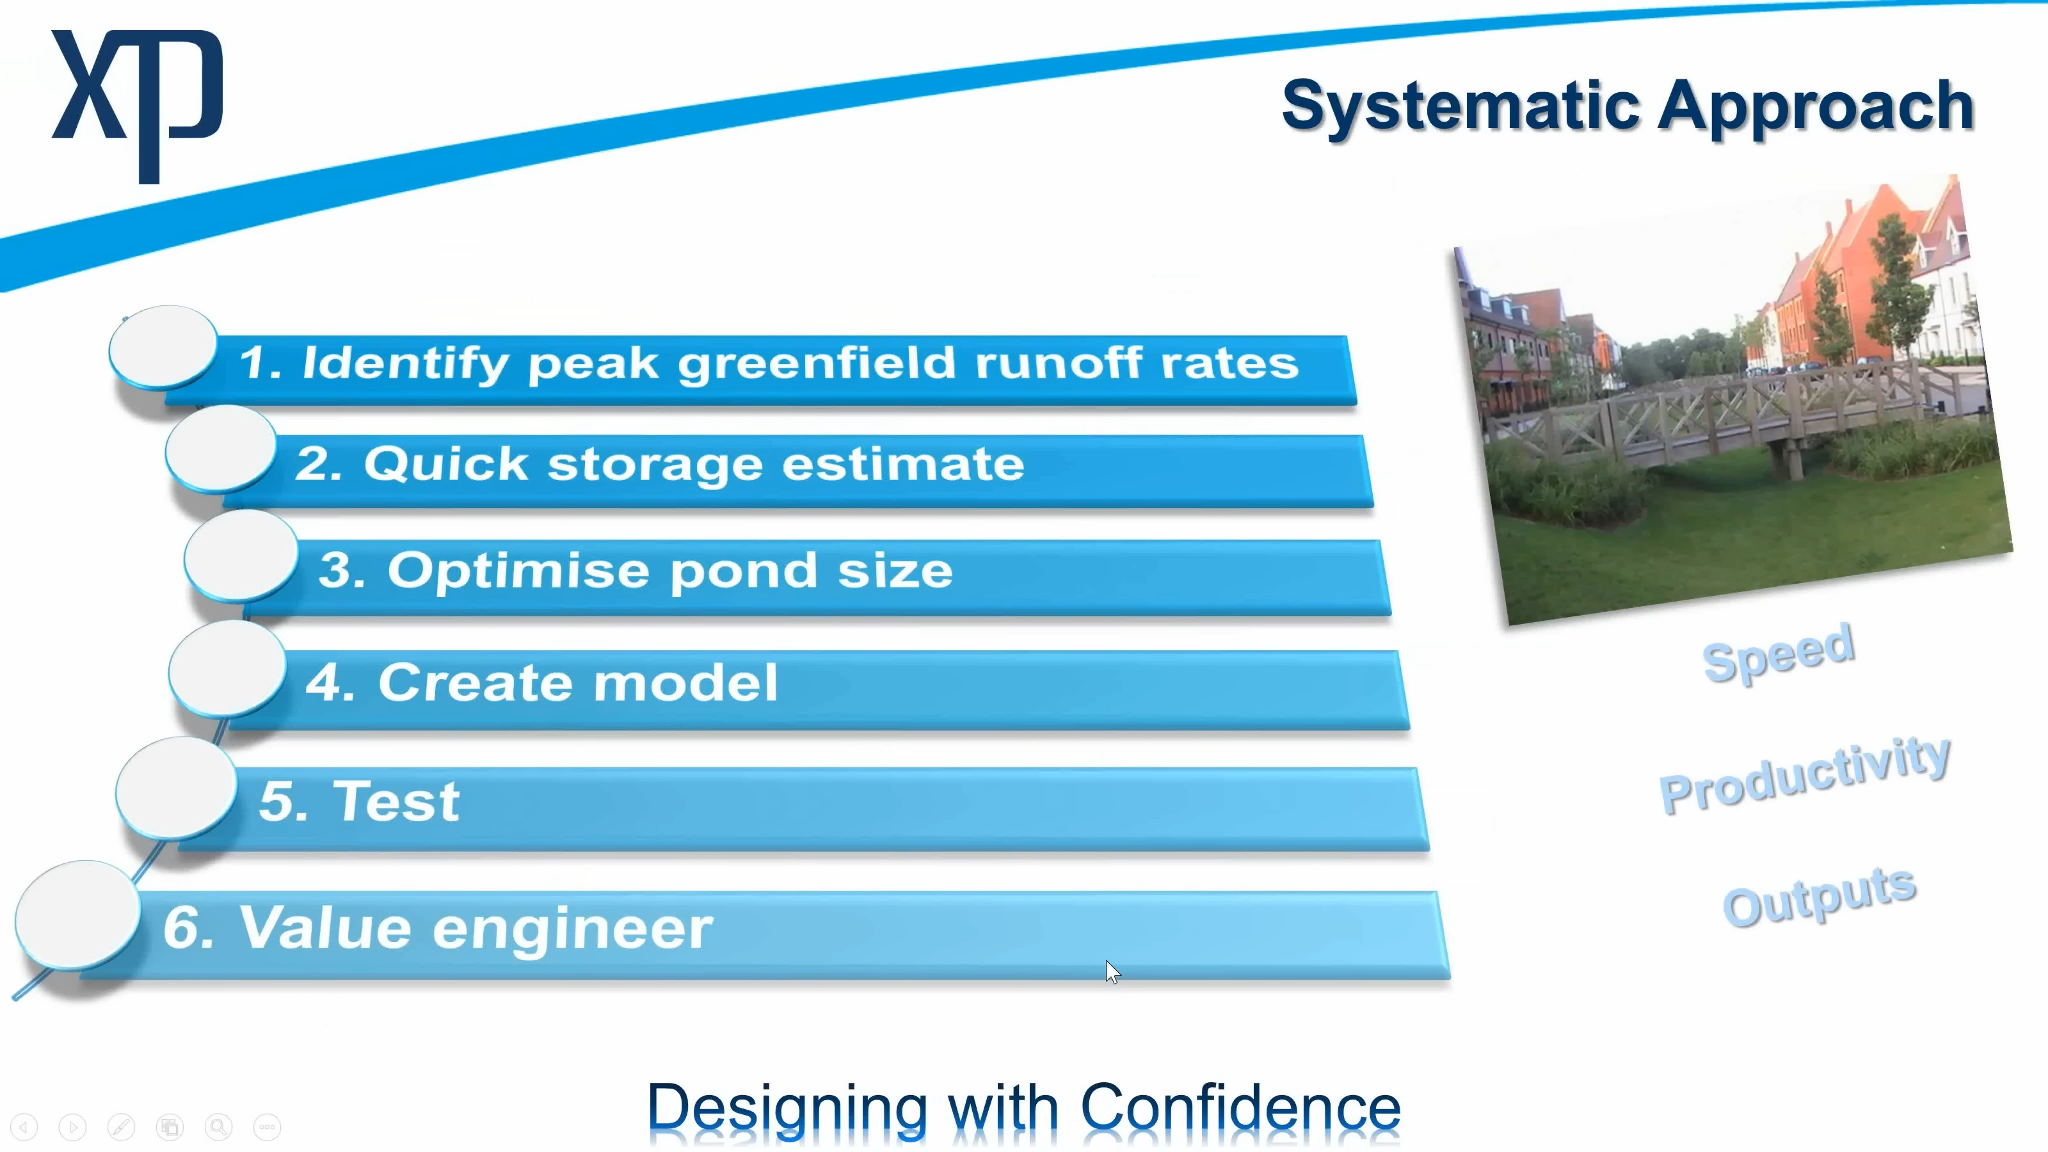 xp
Systematic Approach
1. Identify peak greenfield runoff rates
2. Quick storage estimate
3. Optimise pond size
4. Create model
5. Test
6. Value engineer
Speed
Productivity
Outputs
Designing with Confidence